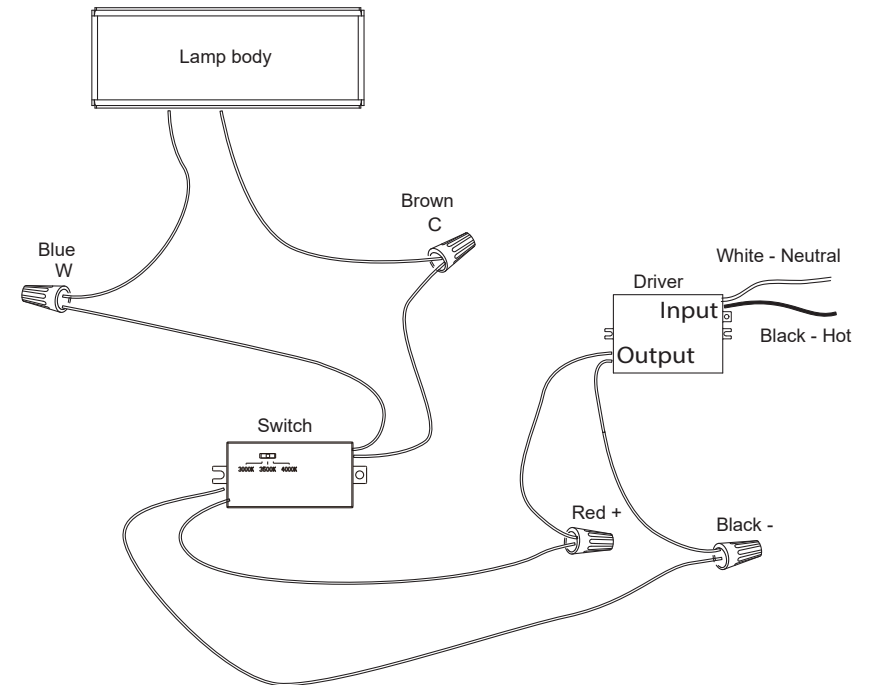 Lamp body
Brown
C
Blue
W
White - Neutral
Driver
Input
Black - Hot
Output
Switch
3000K 3500K 4000K
Red +
Black -